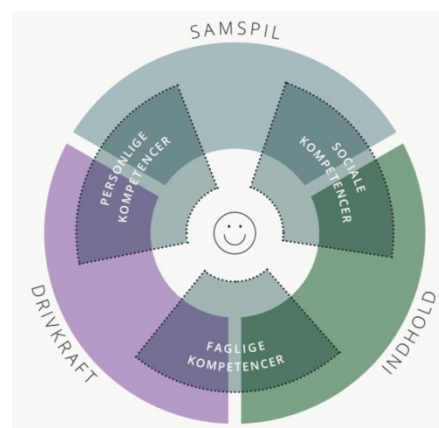 SAMSPIL
PERSONLIGE
KOMPETENCER
SOCIALE
KOMPETENCER
DRIVKRAFT
INDHOLD
FAGLIGE
KOMPETENCER